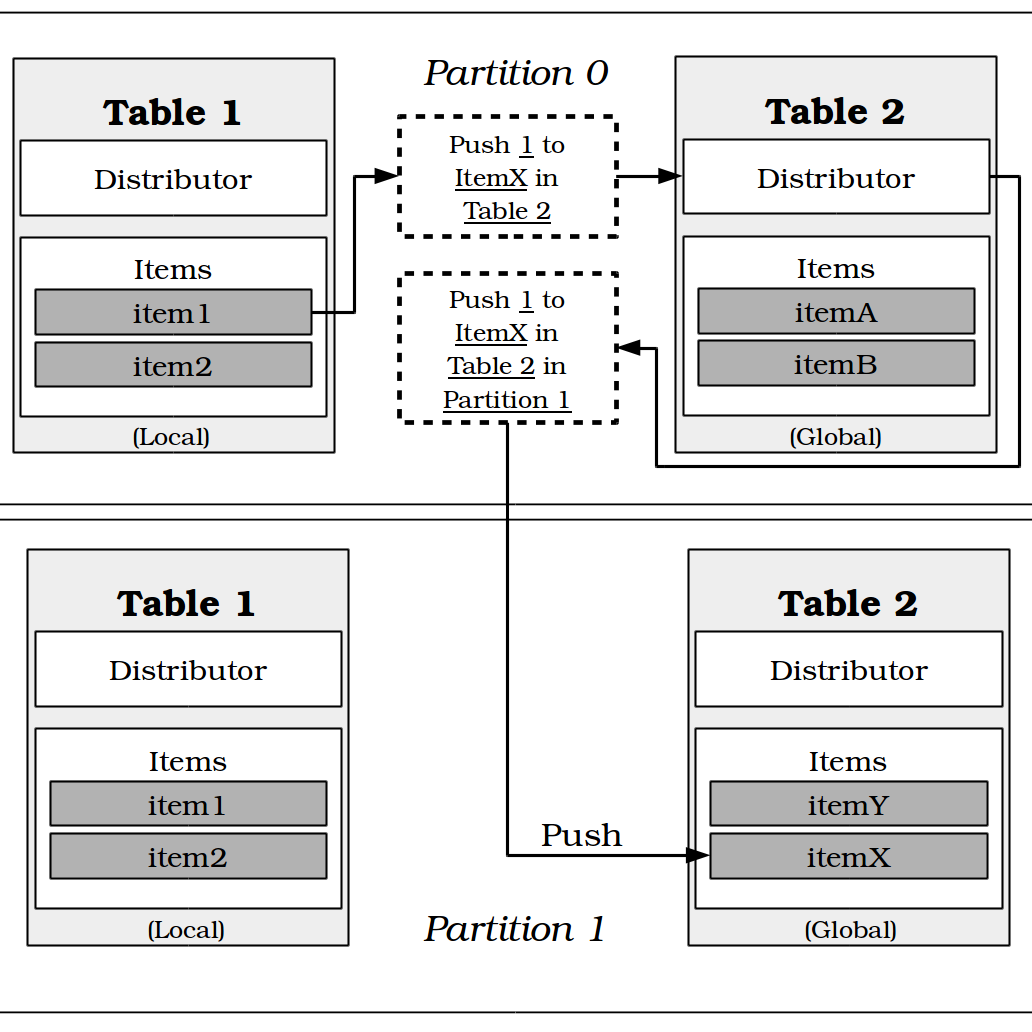 Partition 0
Table 1
Distributor
Items
item1
item2
(Local)
Push 1 to
ItemX in
Table 2
Push 1 to
ItemX in
Table 2 in
Partition 1
Table 2
Distributor
Items
itemA
itemB
(Global)
Table 1
Distributor
Items
item1
item2
(Local)
Push
Table 2
Distributor
Items
itemY
itemX
(Global)
Partition 1